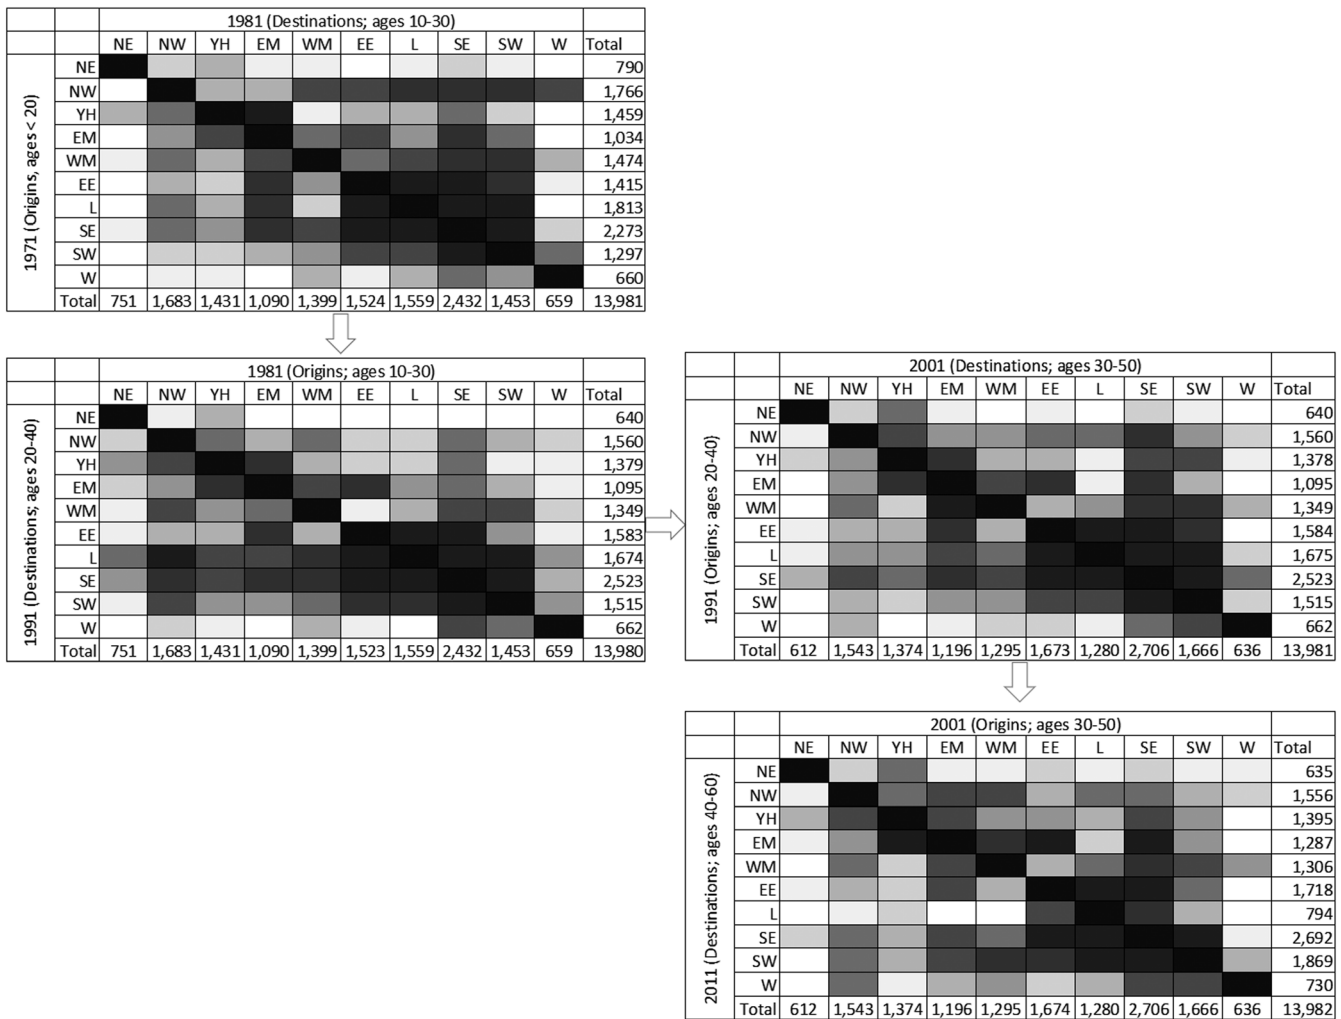 1981 (Destinations; ages 10-30)
NE NW YH EM WM EE L SE SW W Total
1971 (Origins, ages < 20)
NE 790
NW 1,766
YH 1,459
EM 1,034
WM 1,474
EE 1,415
L 1,813
SE 2,273
SW 1,297
W 660
Total 751 1,683 1,431 1,090 1,399 1,524 1,559 2,432 1,453 659 13,981
1981 (Origins; ages 10-30)
NE NW YH EM WM EE L SE SW W Total
1991 (Destinations; ages 20-40)
NE 640
NW 1,560
YH 1,379
EM 1,095
WM 1,349
EE 1,583
L 1,674
SE 2,523
SW 1,515
W 662
Total 751 1,683 1,431 1,090 1,399 1,523 1,559 2,432 1,453 659 13,980
2001 (Destinations; ages 30-50)
NE NW YH EM WM EE L SE SW W Total
1991 (Origins; ages 20-40)
NE 640
NW 1,560
YH 1,378
EM 1,095
WM 1,349
EE 1,584
L 1,675
SE 2,523
SW 1,515
W 662
Total 612 1,543 1,374 1,196 1,295 1,673 1,280 2,706 1,666 636 13,981
2001 (Origins; ages 30-50)
NE NW YH EM WM EE L SE SW W Total
2011 (Destinations; ages 40-60)
NE 635
NW 1,556
YH 1,395
EM 1,287
WM 1,306
EE 1,718
L 794
SE 2,692
SW 1,869
W 730
Total 612 1,543 1,374 1,196 1,295 1,674 1,280 2,706 1,666 636 13,982